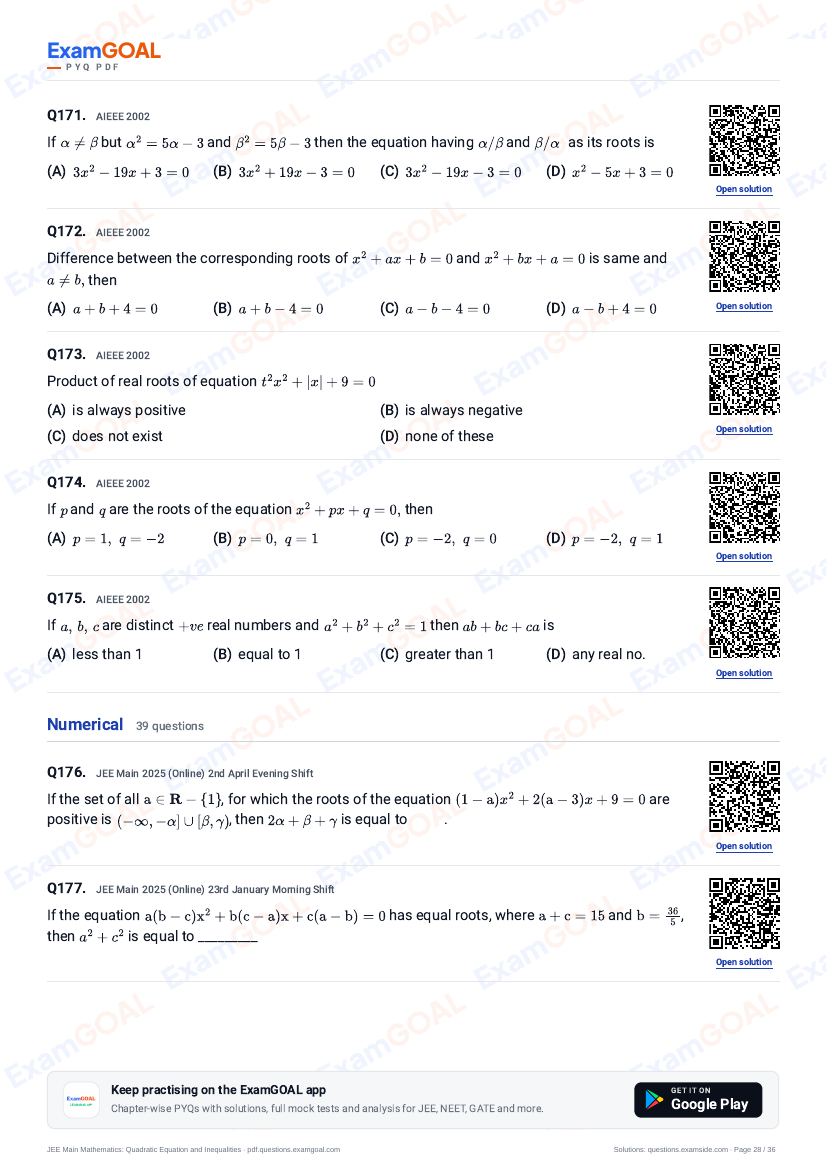 ExamGOAL
PYQ PDF
Q171. AIEEE 2002
If α ≠ β but α² = 5α − 3 and β² = 5β − 3 then the equation having α/β and β/α as its roots is
(A) 3x² − 19x + 3 = 0 (B) 3x² + 19x − 3 = 0 (C) 3x² − 19x − 3 = 0 (D) x² − 5x + 3 = 0
Open solution
Q172. AIEEE 2002
Difference between the corresponding roots of x² + ax + b = 0 and x² + bx + a = 0 is same and
a ≠ b, then
(A) a + b + 4 = 0 (B) a + b − 4 = 0 (C) a − b − 4 = 0 (D) a − b + 4 = 0
Open solution
Q173. AIEEE 2002
Product of real roots of equation t²x² + |x| + 9 = 0
(A) is always positive (B) is always negative
(C) does not exist (D) none of these
Open solution
Q174. AIEEE 2002
If p and q are the roots of the equation x² + px + q = 0, then
(A) p = 1, q = −2 (B) p = 0, q = 1 (C) p = −2, q = 0 (D) p = −2, q = 1
Open solution
Q175. AIEEE 2002
If a, b, c are distinct +ve real numbers and a² + b² + c² = 1 then ab + bc + ca is
(A) less than 1 (B) equal to 1 (C) greater than 1 (D) any real no.
Open solution
Numerical 39 questions
Q176. JEE Main 2025 (Online) 2nd April Evening Shift
If the set of all a ∈ R − {1}, for which the roots of the equation (1 − a)x² + 2(a − 3)x + 9 = 0 are
positive is (−∞, −α] ∪ [β, γ), then 2α + β + γ is equal to .
Open solution
Q177. JEE Main 2025 (Online) 23rd January Morning Shift
If the equation a(b − c)x² + b(c − a)x + c(a − b) = 0 has equal roots, where a + c = 15 and b = 36/5,
then a² + c² is equal to _________
Open solution
Keep practising on the ExamGOAL app
Chapter-wise PYQs with solutions, full mock tests and analysis for JEE, NEET, GATE and more.
GET IT ON
Google Play
JEE Main Mathematics: Quadratic Equation and Inequalities · pdf.questions.examgoal.com
Solutions: questions.examside.com · Page 28 / 36